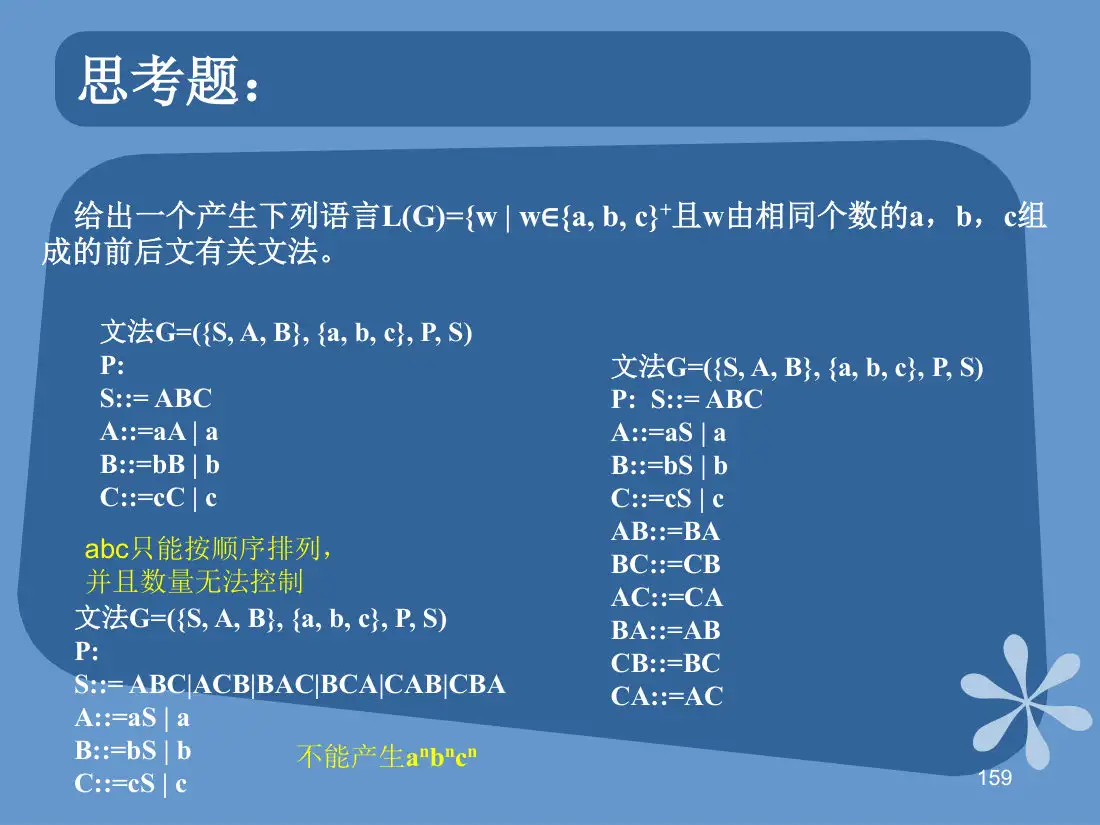 思考题：
给出一个产生下列语言L(G)={w | w∈{a, b, c}⁺且w由相同个数的a，b，c组
成的前后文有关文法。
文法G=({S, A, B}, {a, b, c}, P, S)
P:
S::= ABC
A::=aA | a
B::=bB | b
C::=cC | c
abc只能按顺序排列，
并且数量无法控制
文法G=({S, A, B}, {a, b, c}, P, S)
P:
S::= ABC|ACB|BAC|BCA|CAB|CBA
A::=aS | a
B::=bS | b
C::=cS | c
不能产生aⁿbⁿcⁿ
文法G=({S, A, B}, {a, b, c}, P, S)
P: S::= ABC
A::=aS | a
B::=bS | b
C::=cS | c
AB::=BA
BC::=CB
AC::=CA
BA::=AB
CB::=BC
CA::=AC
159